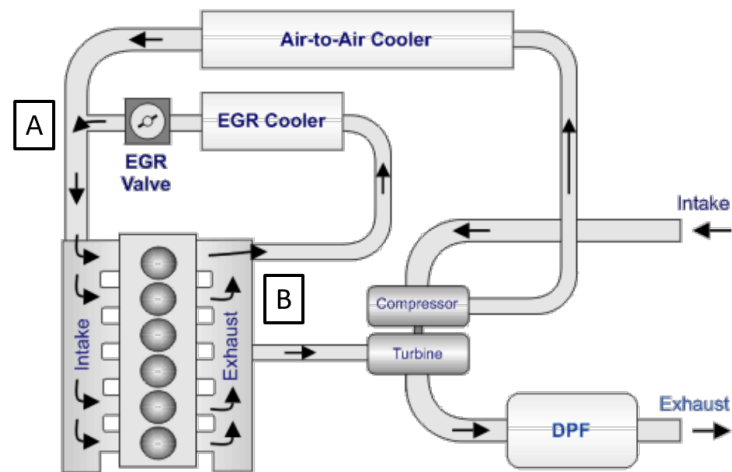 Air-to-Air Cooler
A
EGR Cooler
EGR
Valve
Intake
B
Compressor
Intake
Exhaust
Turbine
Exhaust
DPF